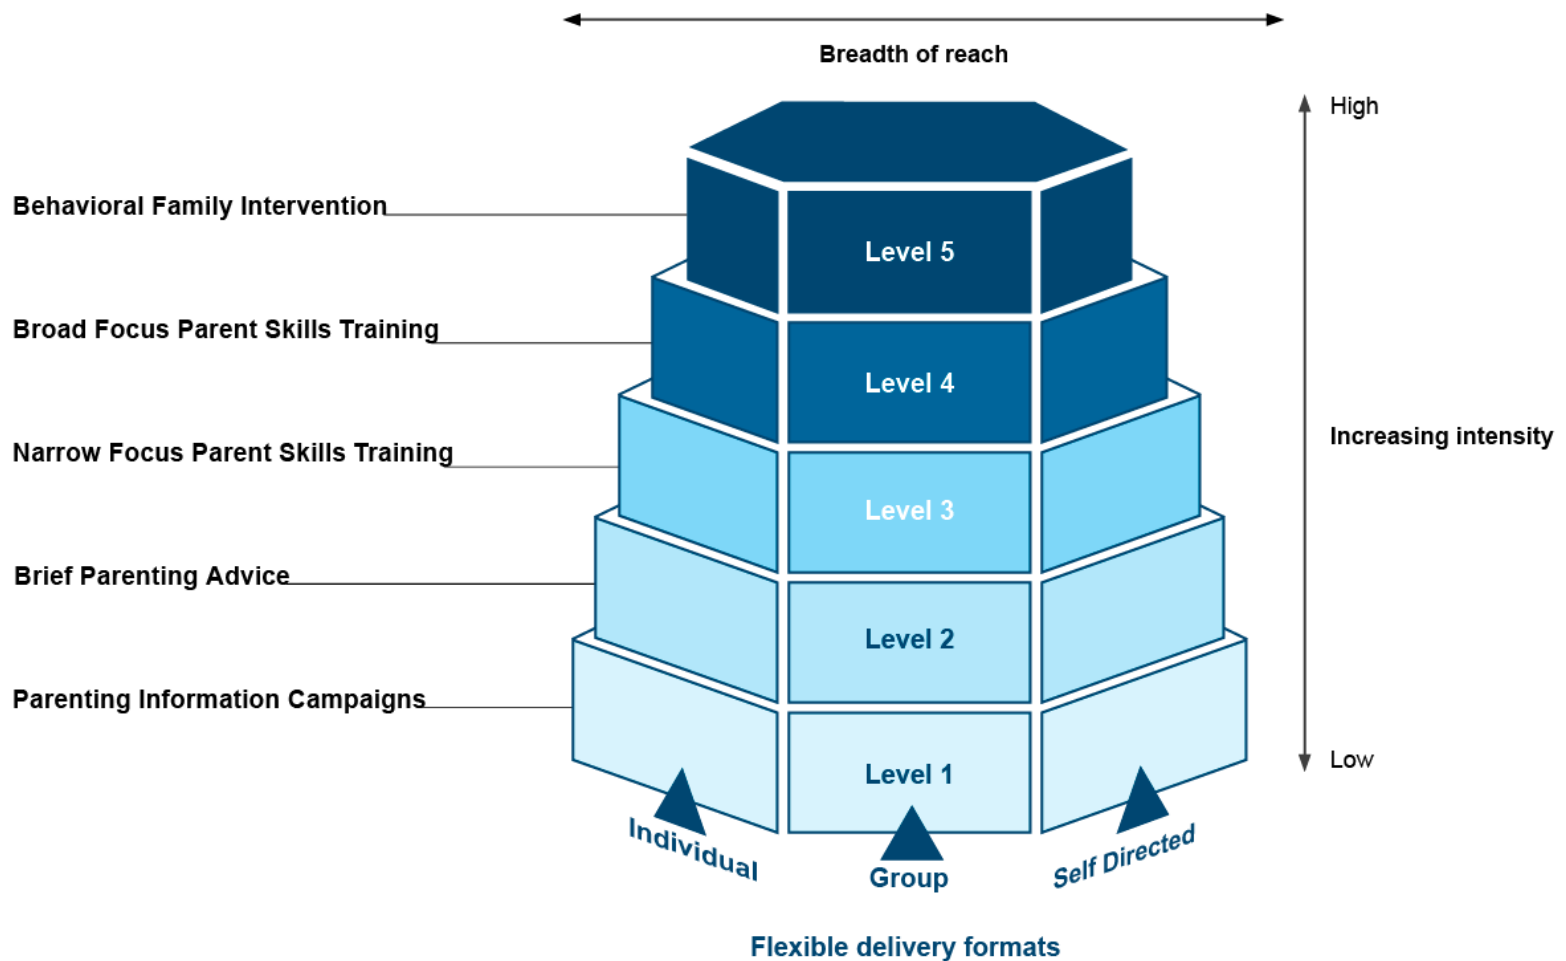 Breadth of reach
High
Behavioral Family Intervention
Level 5
Broad Focus Parent Skills Training
Level 4
Increasing intensity
Narrow Focus Parent Skills Training
Level 3
Brief Parenting Advice
Level 2
Parenting Information Campaigns
Low
Level 1
Individual
Group
Self Directed
Flexible delivery formats